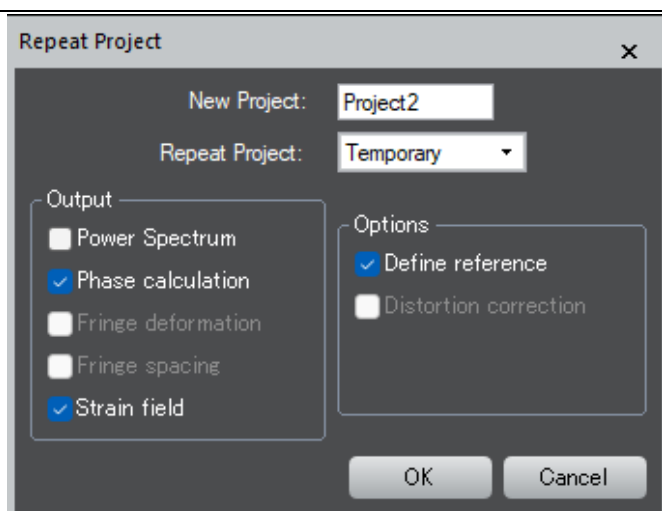 Repeat Project
New Project: Project2
Repeat Project: Temporary
Output
Power Spectrum
Phase calculation
Fringe deformation
Fringe spacing
Strain field
Options
Define reference
Distortion correction
OK Cancel